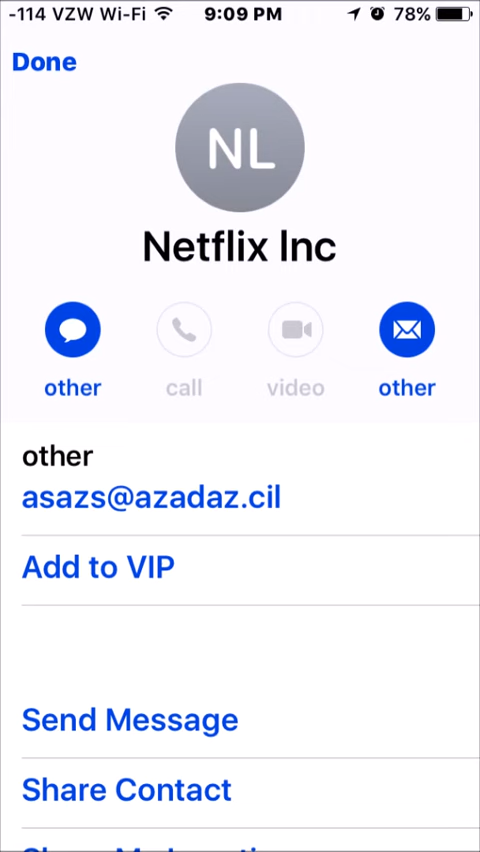 -114 VZW Wi-Fi 9:09 PM 78%
Done
NL
Netflix Inc
other call video other
other
asazs@azadaz.cil
Add to VIP
Send Message
Share Contact